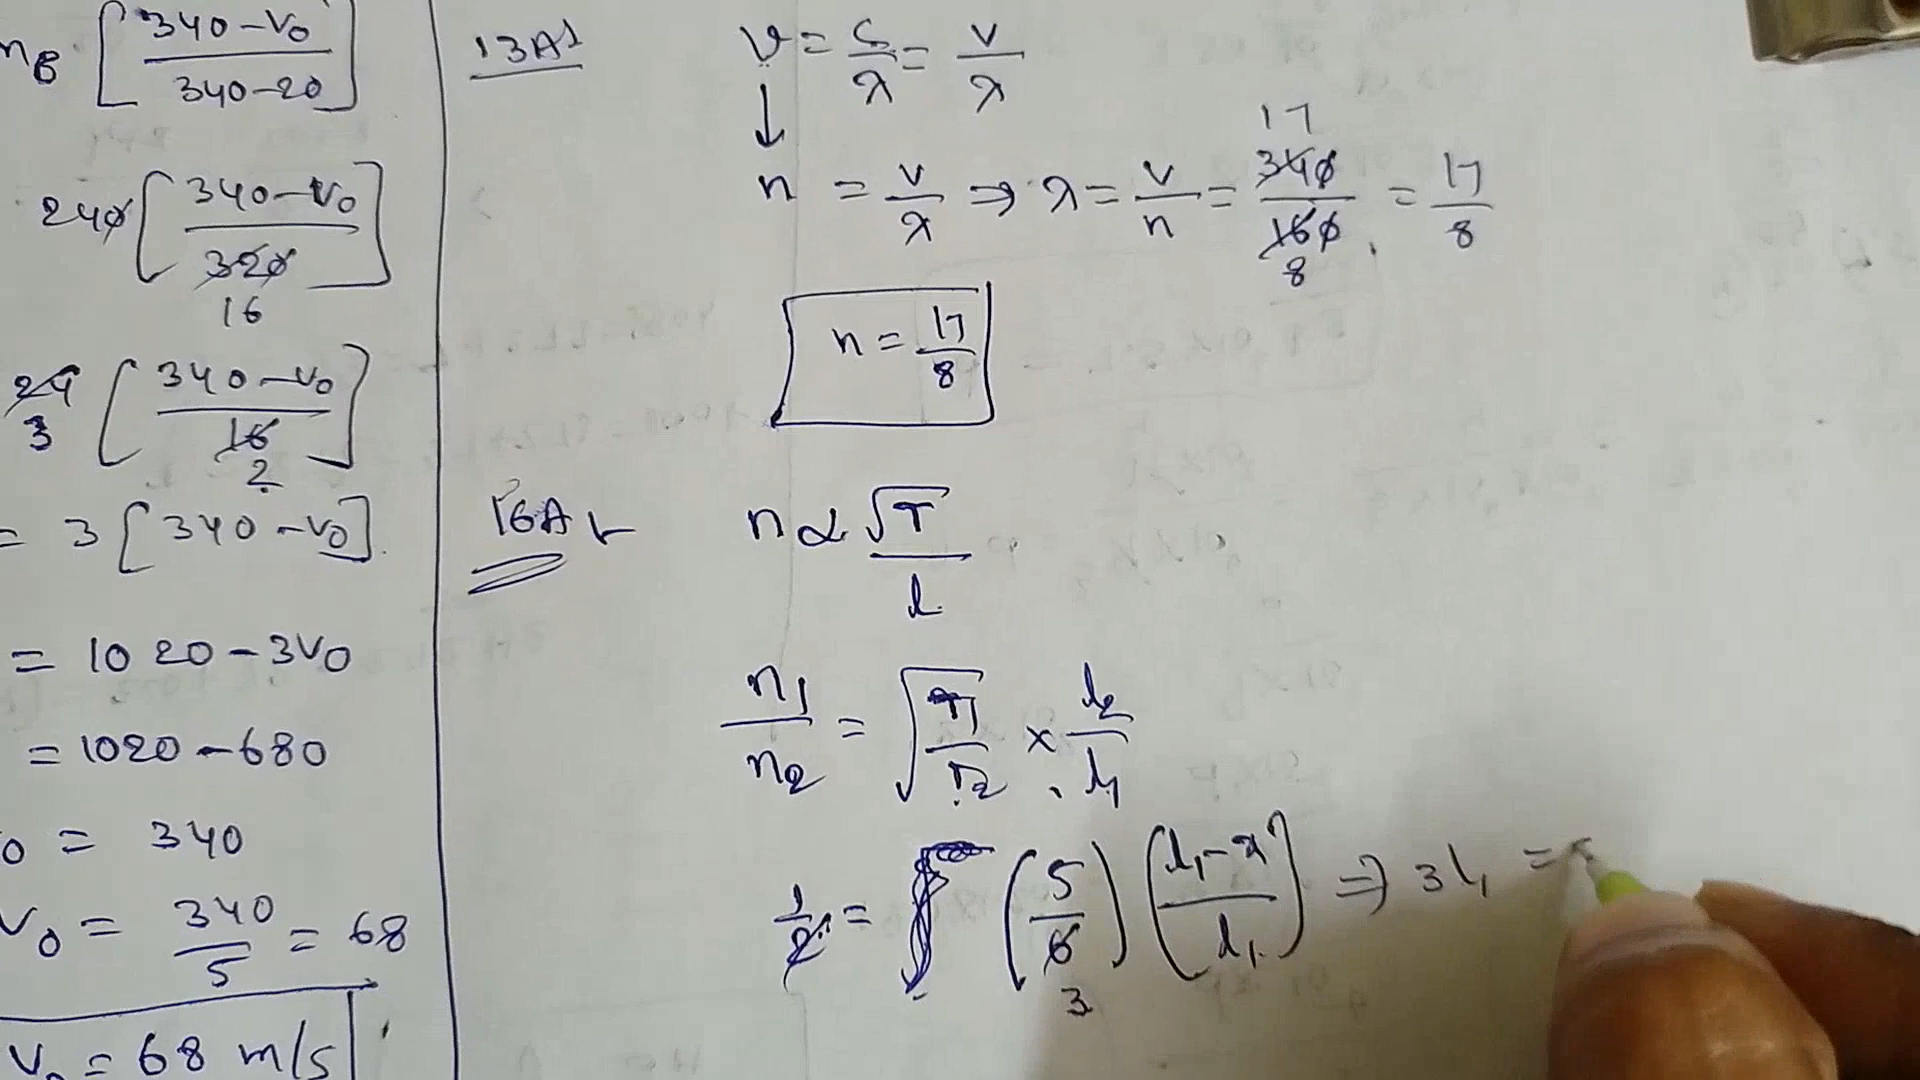 n_B [ (340-v_0) / (340-20) ]
240 [ (340-v_0) / 320 ]
16
24 [ (340-v_0) / 16 ]
3
2
= 3 [ 340-v_0 ]
= 1020-3v_0
= 1020-680
0 = 340
v_0 = 340/5 = 68
v_0 = 68 m/s
13A)
ν = c/λ = v/λ
↓
17
n = v/λ ⇒ λ = v/n = 340/160 = 17/8
8
n = 17/8
16A
n ∝ √T / l
n_1/n_2 = √(T_1/T_2) × l_2/l_1
1/2 = (5/6) ((l_1-x)/l_1) ⇒ 3l_1 =
3